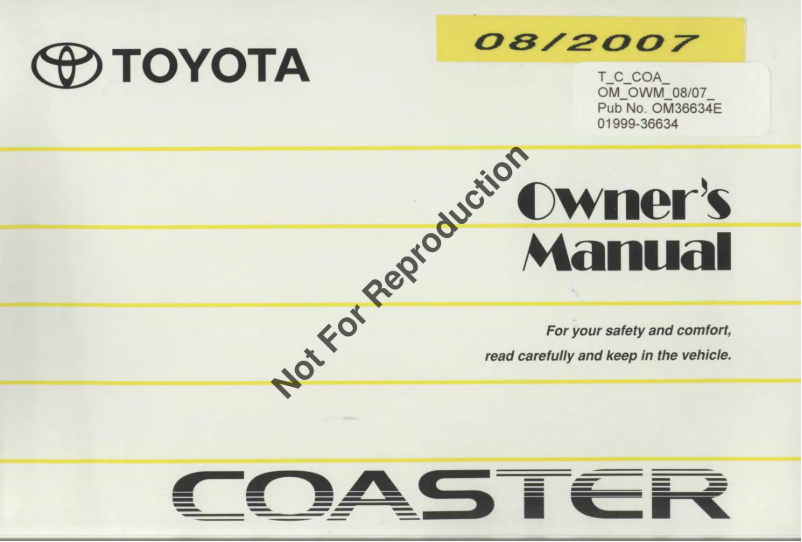 TOYOTA
08/2007
T_C_COA_
OM_OWM_08/07_
Pub No. OM36634E
01999-36634
Owner's
Manual
Not For Reproduction
For your safety and comfort,
read carefully and keep in the vehicle.
COASTER